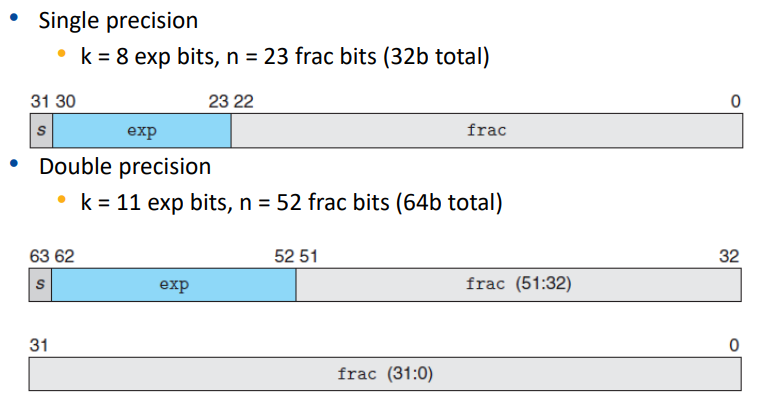 • Single precision
• k = 8 exp bits, n = 23 frac bits (32b total)
31 30 23 22 0
s exp frac
• Double precision
• k = 11 exp bits, n = 52 frac bits (64b total)
63 62 52 51 32
s exp frac (51:32)
31 0
frac (31:0)